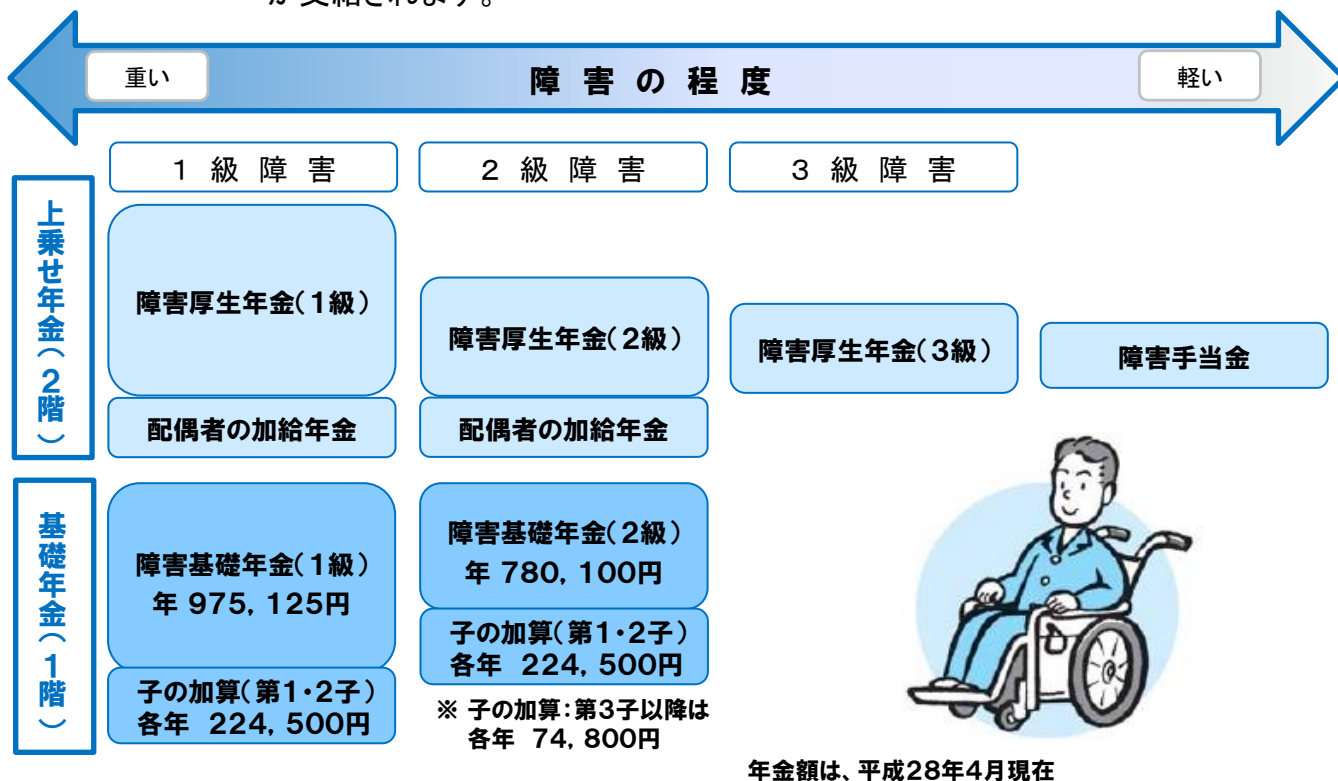 が支給されます。
重い
障害の程度
軽い
1級障害
2級障害
3級障害
上乗せ年金(2階)
障害厚生年金(1級)
障害厚生年金(2級)
障害厚生年金(3級)
障害手当金
配偶者の加給年金
配偶者の加給年金
基礎年金(1階)
障害基礎年金(1級)
年 975,125円
障害基礎年金(2級)
年 780,100円
子の加算(第1・2子)
各年 224,500円
子の加算(第1・2子)
各年 224,500円
※ 子の加算:第3子以降は
各年 74,800円
年金額は、平成28年4月現在